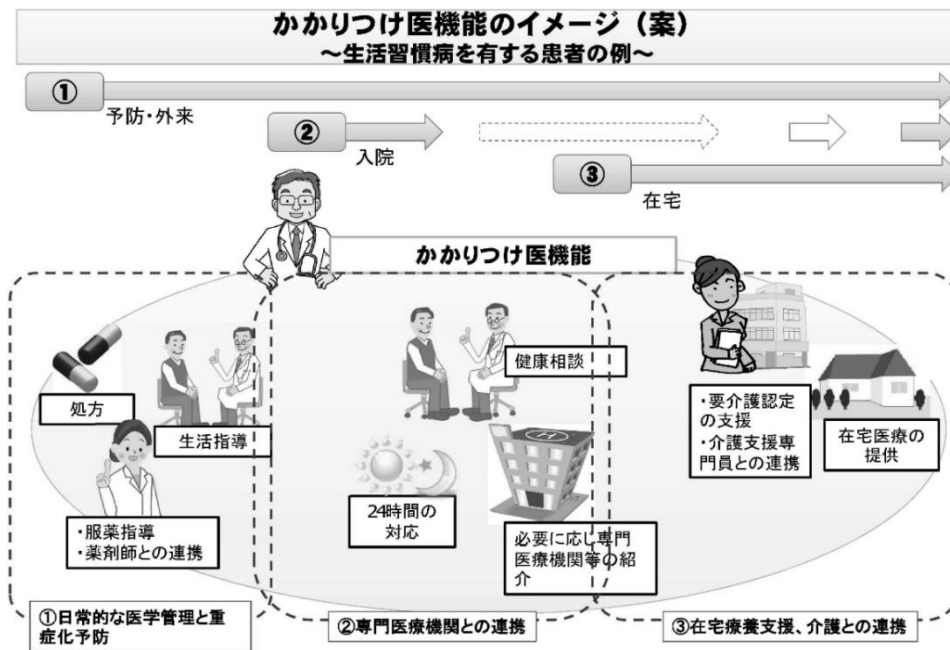 かかりつけ医機能のイメージ（案）
～生活習慣病を有する患者の例～
①
予防・外来
②
入院
③
在宅
かかりつけ医機能
処方
生活指導
・服薬指導
・薬剤師との連携
①日常的な医学管理と重
症化予防
健康相談
24時間の
対応
H
必要に応じ専門
医療機関等の紹
介
②専門医療機関との連携
・要介護認定
の支援
・介護支援専
門員との連携
在宅医療の
提供
③在宅療養支援、介護との連携